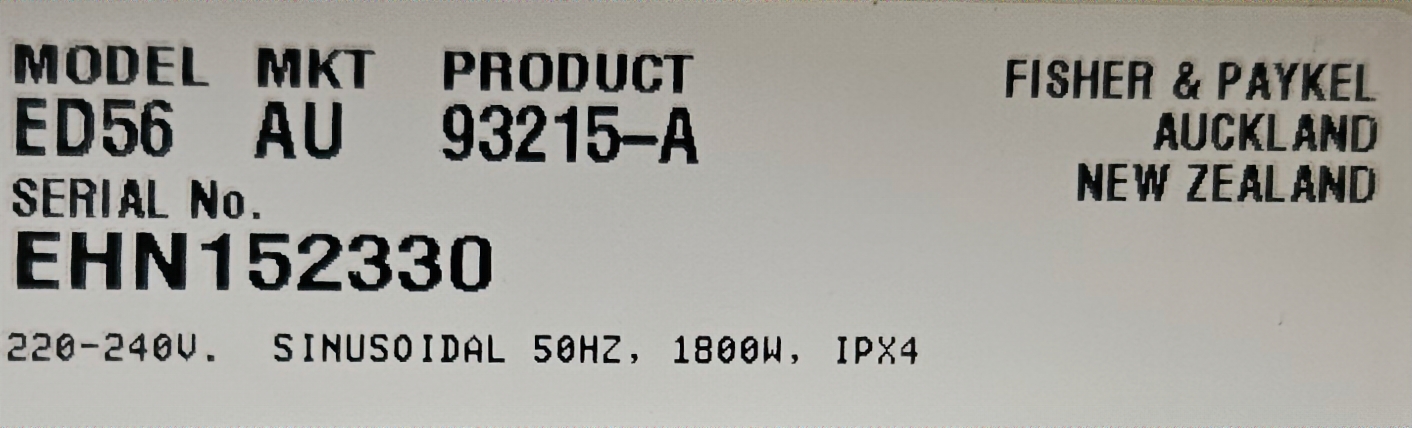 MODEL MKT PRODUCT
ED56 AU 93215-A
SERIAL No.
EHN152330
220-240V. SINUSOIDAL 50HZ, 1800W, IPX4
FISHER & PAYKEL
AUCKLAND
NEW ZEALAND